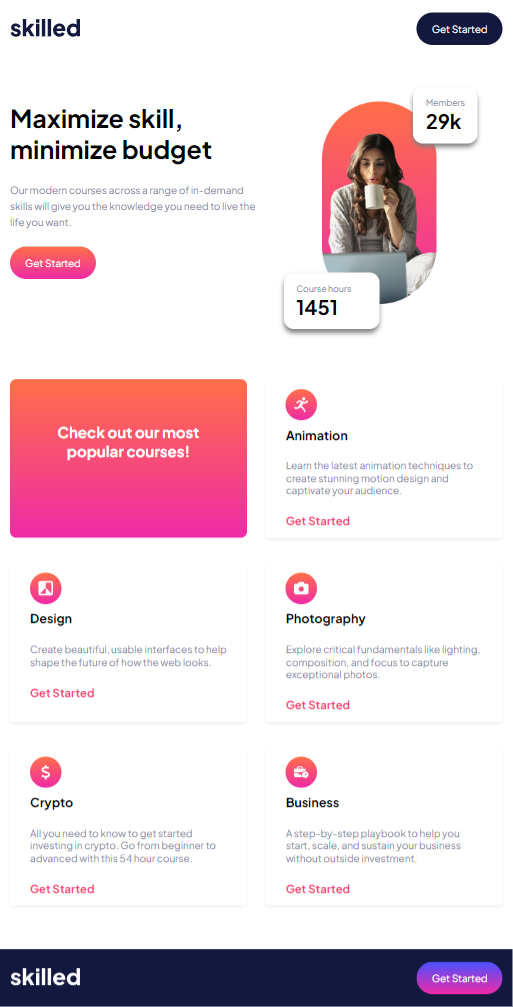 skilled
Get Started
Maximize skill,
minimize budget
Our modern courses across a range of in-demand
skills will give you the knowledge you need to live the
life you want.
Get Started
Members
29k
Course hours
1451
Check out our most
popular courses!
Animation
Learn the latest animation techniques to
create stunning motion design and
captivate your audience.
Get Started
Design
Create beautiful, usable interfaces to help
shape the future of how the web looks.
Get Started
Photography
Explore critical fundamentals like lighting,
composition, and focus to capture
exceptional photos.
Get Started
Crypto
All you need to know to get started
investing in crypto. Go from beginner to
advanced with this 54 hour course.
Get Started
Business
A step-by-step playbook to help you
start, scale, and sustain your business
without outside investment.
Get Started
skilled
Get Started